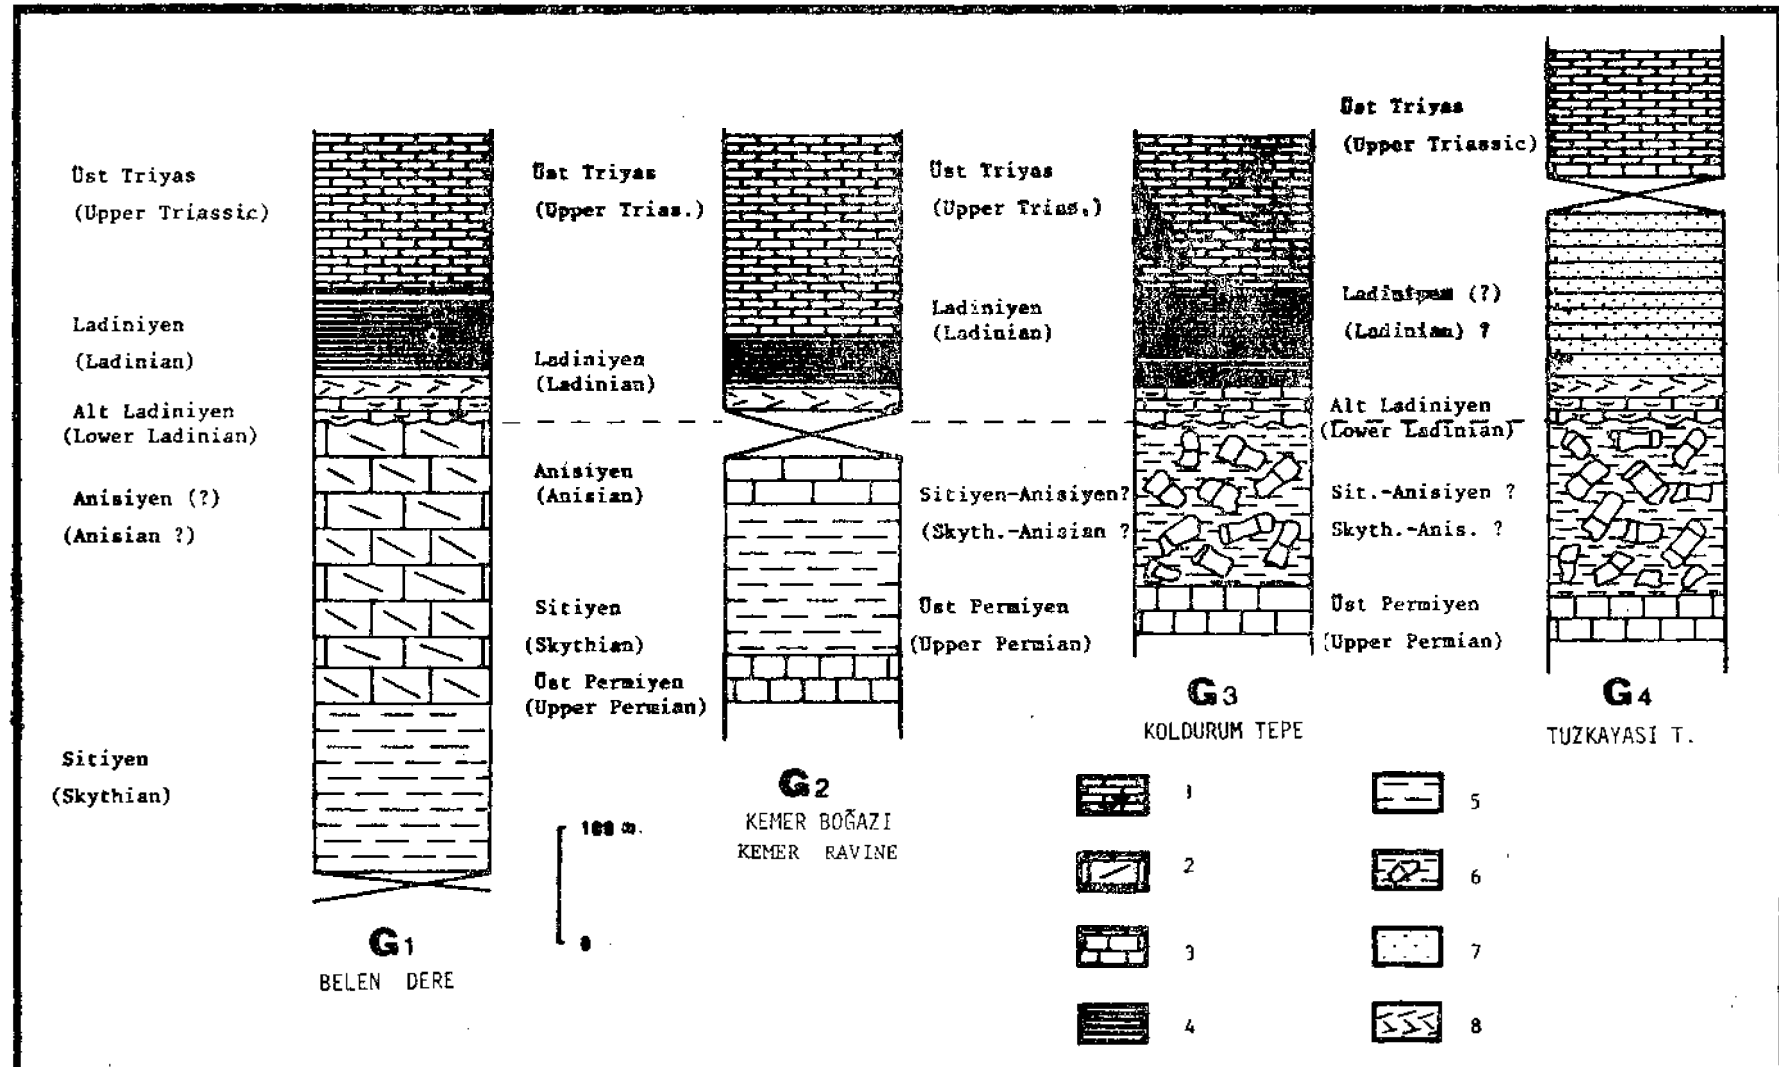 Üst Triyas
(Upper Triassic)
Ladiniyen
(Ladinian)
Alt Ladiniyen
(Lower Ladinian)
Anisiyen (?)
(Anisian ?)
Sitiyen
(Skythian)
G1
BELEN DERE
Üst Triyas
(Upper Trias.)
Ladiniyen
(Ladinian)
Anisiyen
(Anisian)
Sitiyen
(Skythian)
Üst Permiyen
(Upper Permian)
G2
KEMER BOĞAZI
KEMER RAVINE
100 m.
0
Üst Triyas
(Upper Trias.)
Ladiniyen
(Ladinian)
Sitiyen-Anisiyen?
(Skyth.-Anisian ?
Üst Permiyen
(Upper Permian)
G3
KOLDURUM TEPE
Üst Triyas
(Upper Triassic)
Ladiniyen (?)
(Ladinian) ?
Alt Ladiniyen
(Lower Ladinian)
Sit.-Anisiyen ?
Skyth.-Anis. ?
Üst Permiyen
(Upper Permian)
G4
TUZKAYASI T.
1
2
3
4
5
6
7
8